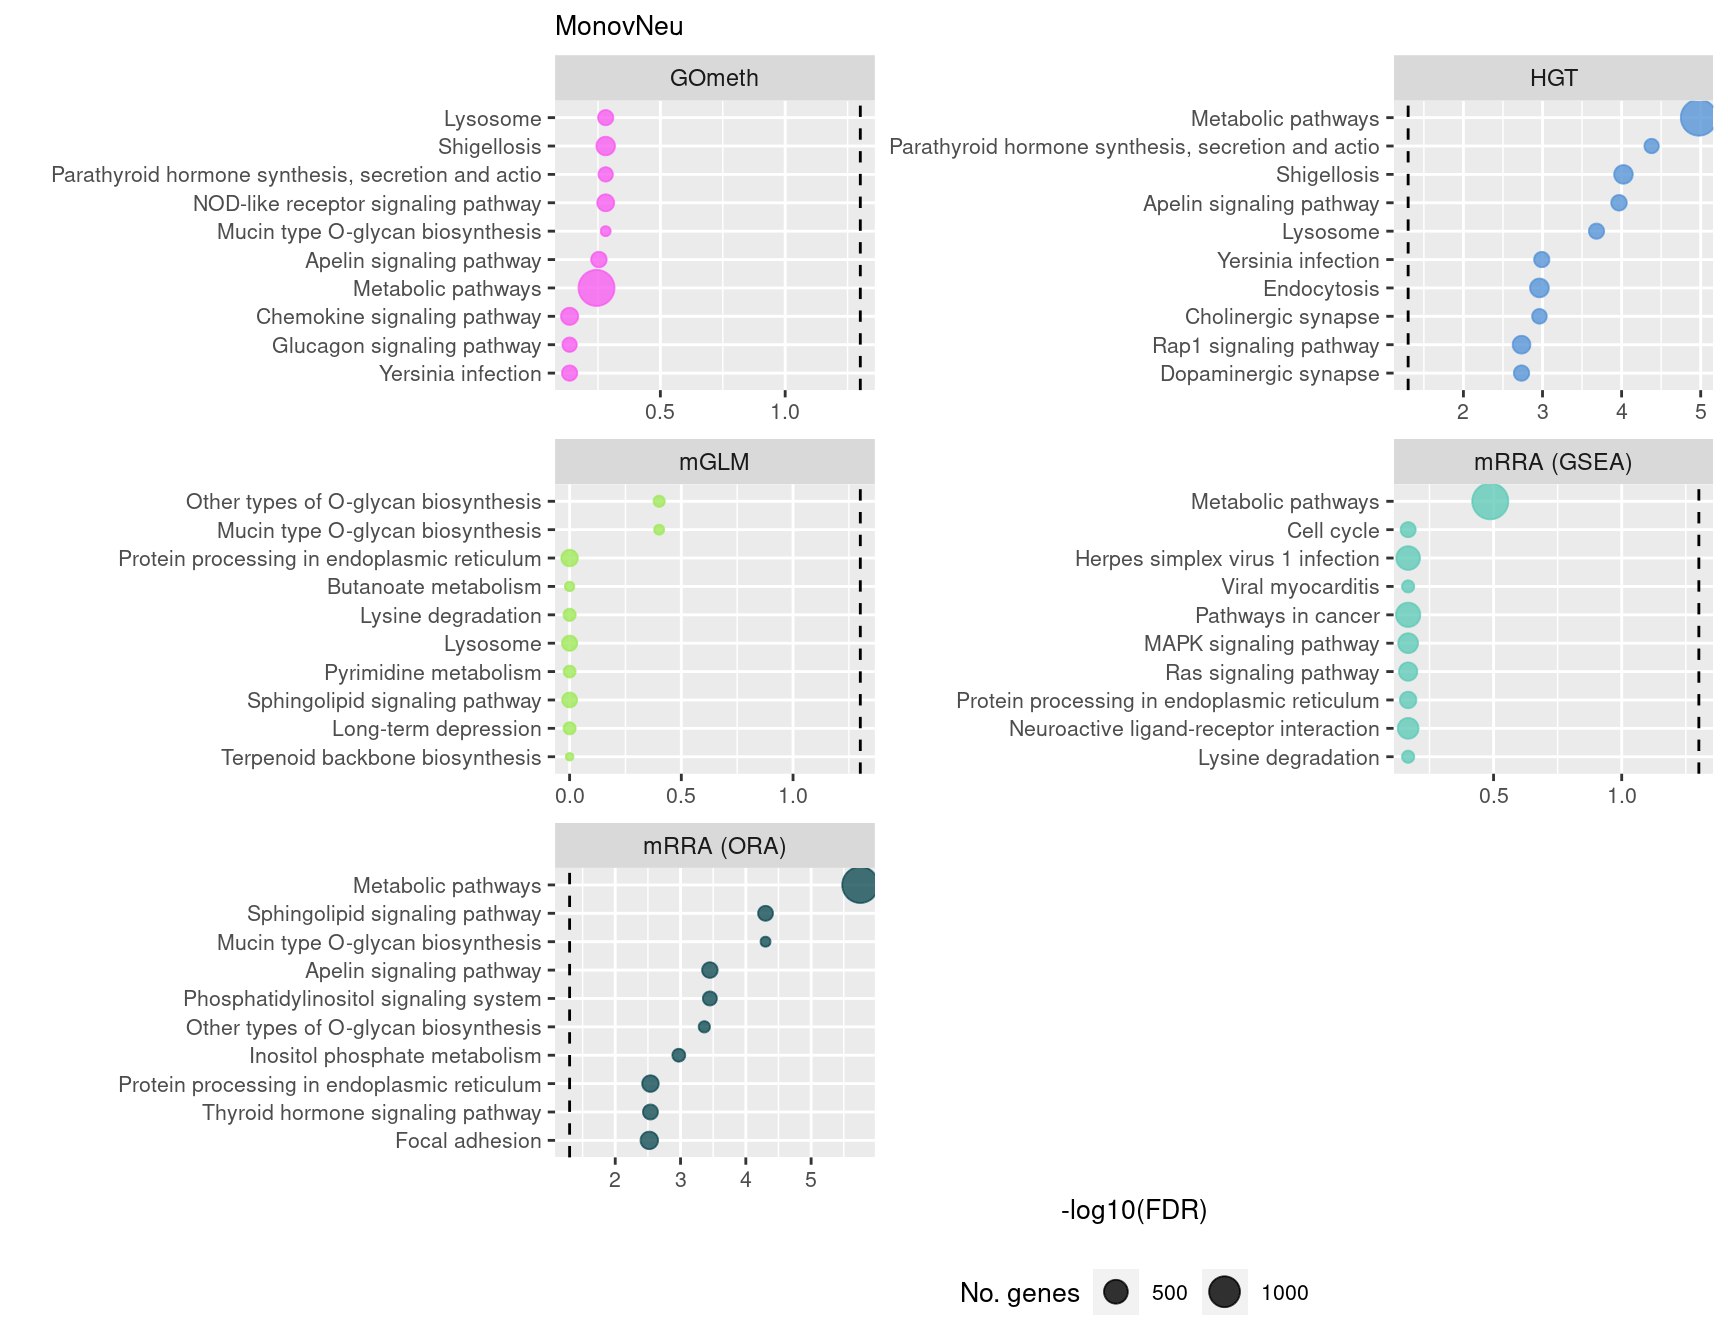 MonovNeu
GOmeth
Lysosome
Shigellosis
Parathyroid hormone synthesis, secretion and actio
NOD-like receptor signaling pathway
Mucin type O-glycan biosynthesis
Apelin signaling pathway
Metabolic pathways
Chemokine signaling pathway
Glucagon signaling pathway
Yersinia infection
0.5 1.0
HGT
Metabolic pathways
Parathyroid hormone synthesis, secretion and actio
Shigellosis
Apelin signaling pathway
Lysosome
Yersinia infection
Endocytosis
Cholinergic synapse
Rap1 signaling pathway
Dopaminergic synapse
2 3 4 5
mGLM
Other types of O-glycan biosynthesis
Mucin type O-glycan biosynthesis
Protein processing in endoplasmic reticulum
Butanoate metabolism
Lysine degradation
Lysosome
Pyrimidine metabolism
Sphingolipid signaling pathway
Long-term depression
Terpenoid backbone biosynthesis
0.0 0.5 1.0
mRRA (GSEA)
Metabolic pathways
Cell cycle
Herpes simplex virus 1 infection
Viral myocarditis
Pathways in cancer
MAPK signaling pathway
Ras signaling pathway
Protein processing in endoplasmic reticulum
Neuroactive ligand-receptor interaction
Lysine degradation
0.5 1.0
mRRA (ORA)
Metabolic pathways
Sphingolipid signaling pathway
Mucin type O-glycan biosynthesis
Apelin signaling pathway
Phosphatidylinositol signaling system
Other types of O-glycan biosynthesis
Inositol phosphate metabolism
Protein processing in endoplasmic reticulum
Thyroid hormone signaling pathway
Focal adhesion
2 3 4 5
-log10(FDR)
No. genes 500 1000